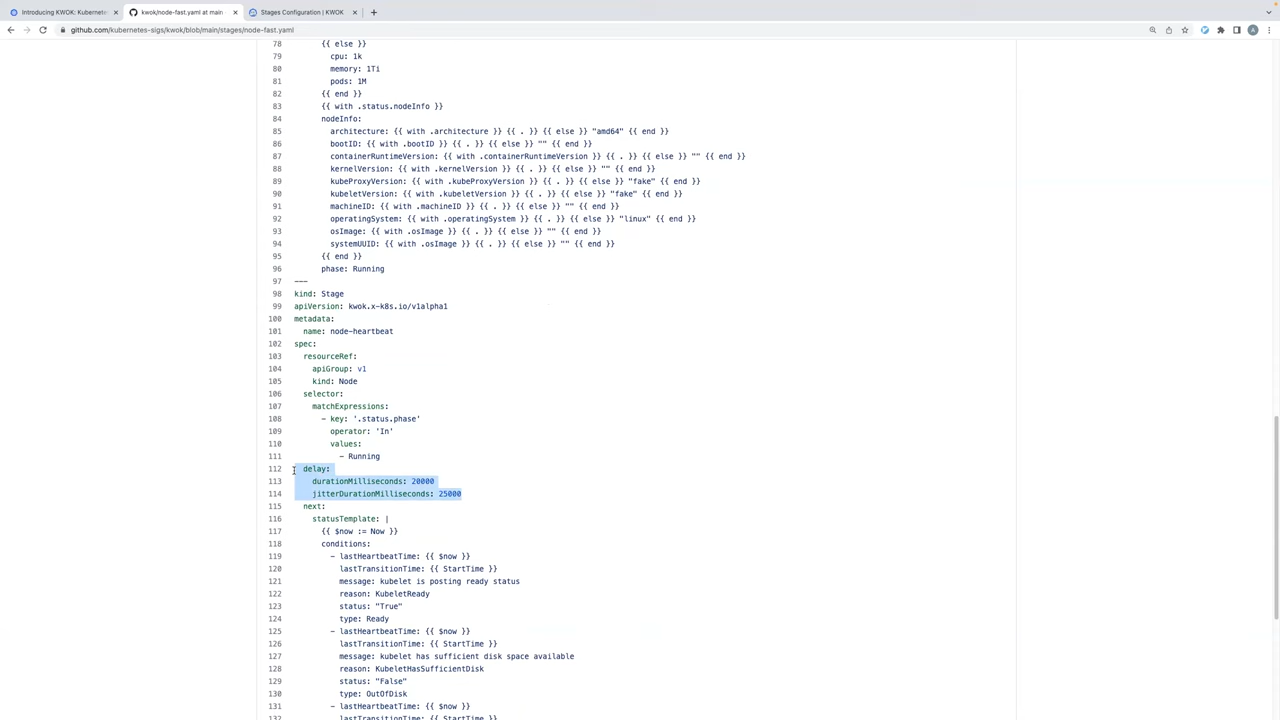 Introducing KWOK: Kubernete
kwok/node-fast.yaml at main
Stages Configuration | KWOK
github.com/kubernetes-sigs/kwok/blob/main/stages/node-fast.yaml
A
78 {{ else }}
79 cpu: 1k
80 memory: 1Ti
81 pods: 1M
82 {{ end }}
83 {{ with .status.nodeInfo }}
84 nodeInfo:
85 architecture: {{ with .architecture }} {{ . }} {{ else }} "amd64" {{ end }}
86 bootID: {{ with .bootID }} {{ . }} {{ else }} "" {{ end }}
87 containerRuntimeVersion: {{ with .containerRuntimeVersion }} {{ . }} {{ else }} "" {{ end }}
88 kernelVersion: {{ with .kernelVersion }} {{ . }} {{ else }} "" {{ end }}
89 kubeProxyVersion: {{ with .kubeProxyVersion }} {{ . }} {{ else }} "fake" {{ end }}
90 kubeletVersion: {{ with .kubeletVersion }} {{ . }} {{ else }} "fake" {{ end }}
91 machineID: {{ with .machineID }} {{ . }} {{ else }} "" {{ end }}
92 operatingSystem: {{ with .operatingSystem }} {{ . }} {{ else }} "linux" {{ end }}
93 osImage: {{ with .osImage }} {{ . }} {{ else }} "" {{ end }}
94 systemUUID: {{ with .osImage }} {{ . }} {{ else }} "" {{ end }}
95 {{ end }}
96 phase: Running
97 ---
98 kind: Stage
99 apiVersion: kwok.x-k8s.io/v1alpha1
100 metadata:
101 name: node-heartbeat
102 spec:
103 resourceRef:
104 apiGroup: v1
105 kind: Node
106 selector:
107 matchExpressions:
108 - key: '.status.phase'
109 operator: 'In'
110 values:
111 - Running
112 delay:
113 durationMilliseconds: 20000
114 jitterDurationMilliseconds: 25000
115 next:
116 statusTemplate: |
117 {{ $now := Now }}
118 conditions:
119 - lastHeartbeatTime: {{ $now }}
120 lastTransitionTime: {{ StartTime }}
121 message: kubelet is posting ready status
122 reason: KubeletReady
123 status: "True"
124 type: Ready
125 - lastHeartbeatTime: {{ $now }}
126 lastTransitionTime: {{ StartTime }}
127 message: kubelet has sufficient disk space available
128 reason: KubeletHasSufficientDisk
129 status: "False"
130 type: OutOfDisk
131 - lastHeartbeatTime: {{ $now }}
132 lastTransitionTime: {{ StartTime }}